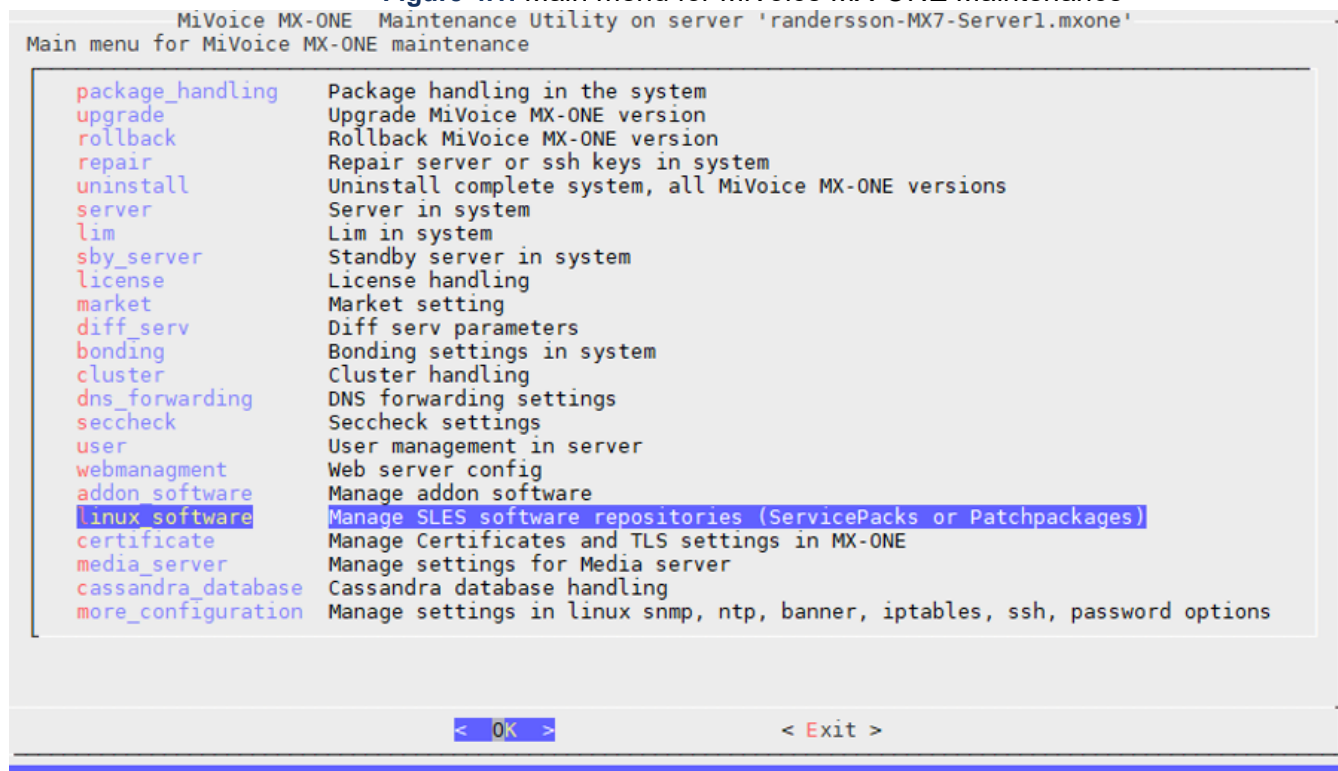 Main menu for MiVoice MX-ONE Maintenance
MiVoice MX-ONE Maintenance Utility on server 'randersson-MX7-Server1.mxone'
Main menu for MiVoice MX-ONE maintenance
package_handling Package handling in the system
upgrade Upgrade MiVoice MX-ONE version
rollback Rollback MiVoice MX-ONE version
repair Repair server or ssh keys in system
uninstall Uninstall complete system, all MiVoice MX-ONE versions
server Server in system
lim Lim in system
sby_server Standby server in system
license License handling
market Market setting
diff_serv Diff serv parameters
bonding Bonding settings in system
cluster Cluster handling
dns_forwarding DNS forwarding settings
seccheck Seccheck settings
user User management in server
webmanagment Web server config
addon_software Manage addon software
linux_software Manage SLES software repositories (ServicePacks or Patchpackages)
certificate Manage Certificates and TLS settings in MX-ONE
media_server Manage settings for Media server
cassandra_database Cassandra database handling
more_configuration Manage settings in linux snmp, ntp, banner, iptables, ssh, password options
< OK > < Exit >